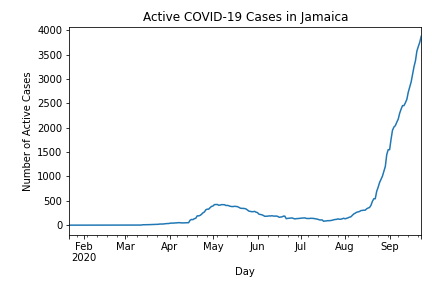 Active COVID-19 Cases in Jamaica
Number of Active Cases
4000
3500
3000
2500
2000
1500
1000
500
0
Feb Mar Apr May Jun Jul Aug Sep
2020
Day